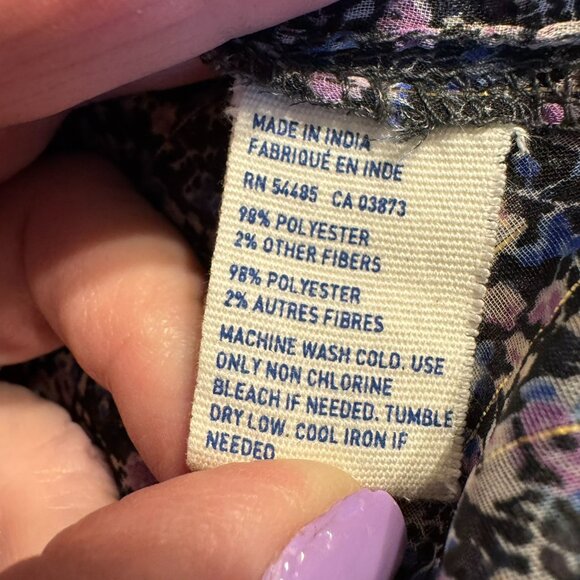 MADE IN INDIA
FABRIQUÉ EN INDE
RN 54485 CA 03873
98% POLYESTER
2% OTHER FIBERS
98% POLYESTER
2% AUTRES FIBRES
MACHINE WASH COLD. USE
ONLY NON CHLORINE
BLEACH IF NEEDED. TUMBLE
DRY LOW. COOL IRON IF
NEEDED